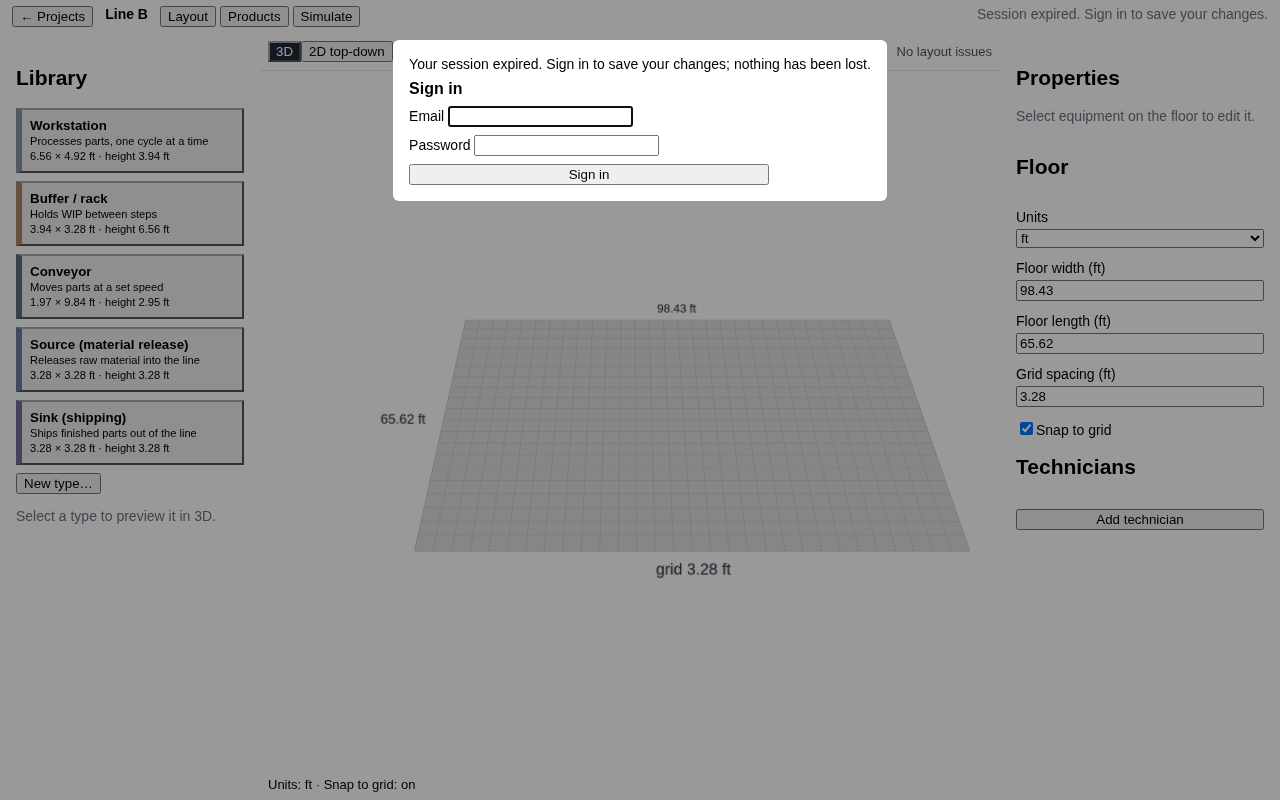 ← Projects Line B Layout Products Simulate Session expired. Sign in to save your changes.
3D 2D top-down No layout issues
Your session expired. Sign in to save your changes; nothing has been lost.
Sign in
Email
Password
Sign in
Library
Workstation
Processes parts, one cycle at a time
6.56 × 4.92 ft · height 3.94 ft
Buffer / rack
Holds WIP between steps
3.94 × 3.28 ft · height 6.56 ft
Conveyor
Moves parts at a set speed
1.97 × 9.84 ft · height 2.95 ft
Source (material release)
Releases raw material into the line
3.28 × 3.28 ft · height 3.28 ft
Sink (shipping)
Ships finished parts out of the line
3.28 × 3.28 ft · height 3.28 ft
New type…
Select a type to preview it in 3D.
98.43 ft
65.62 ft
grid 3.28 ft
Units: ft · Snap to grid: on
Properties
Select equipment on the floor to edit it.
Floor
Units
ft
Floor width (ft)
98.43
Floor length (ft)
65.62
Grid spacing (ft)
3.28
Snap to grid
Technicians
Add technician